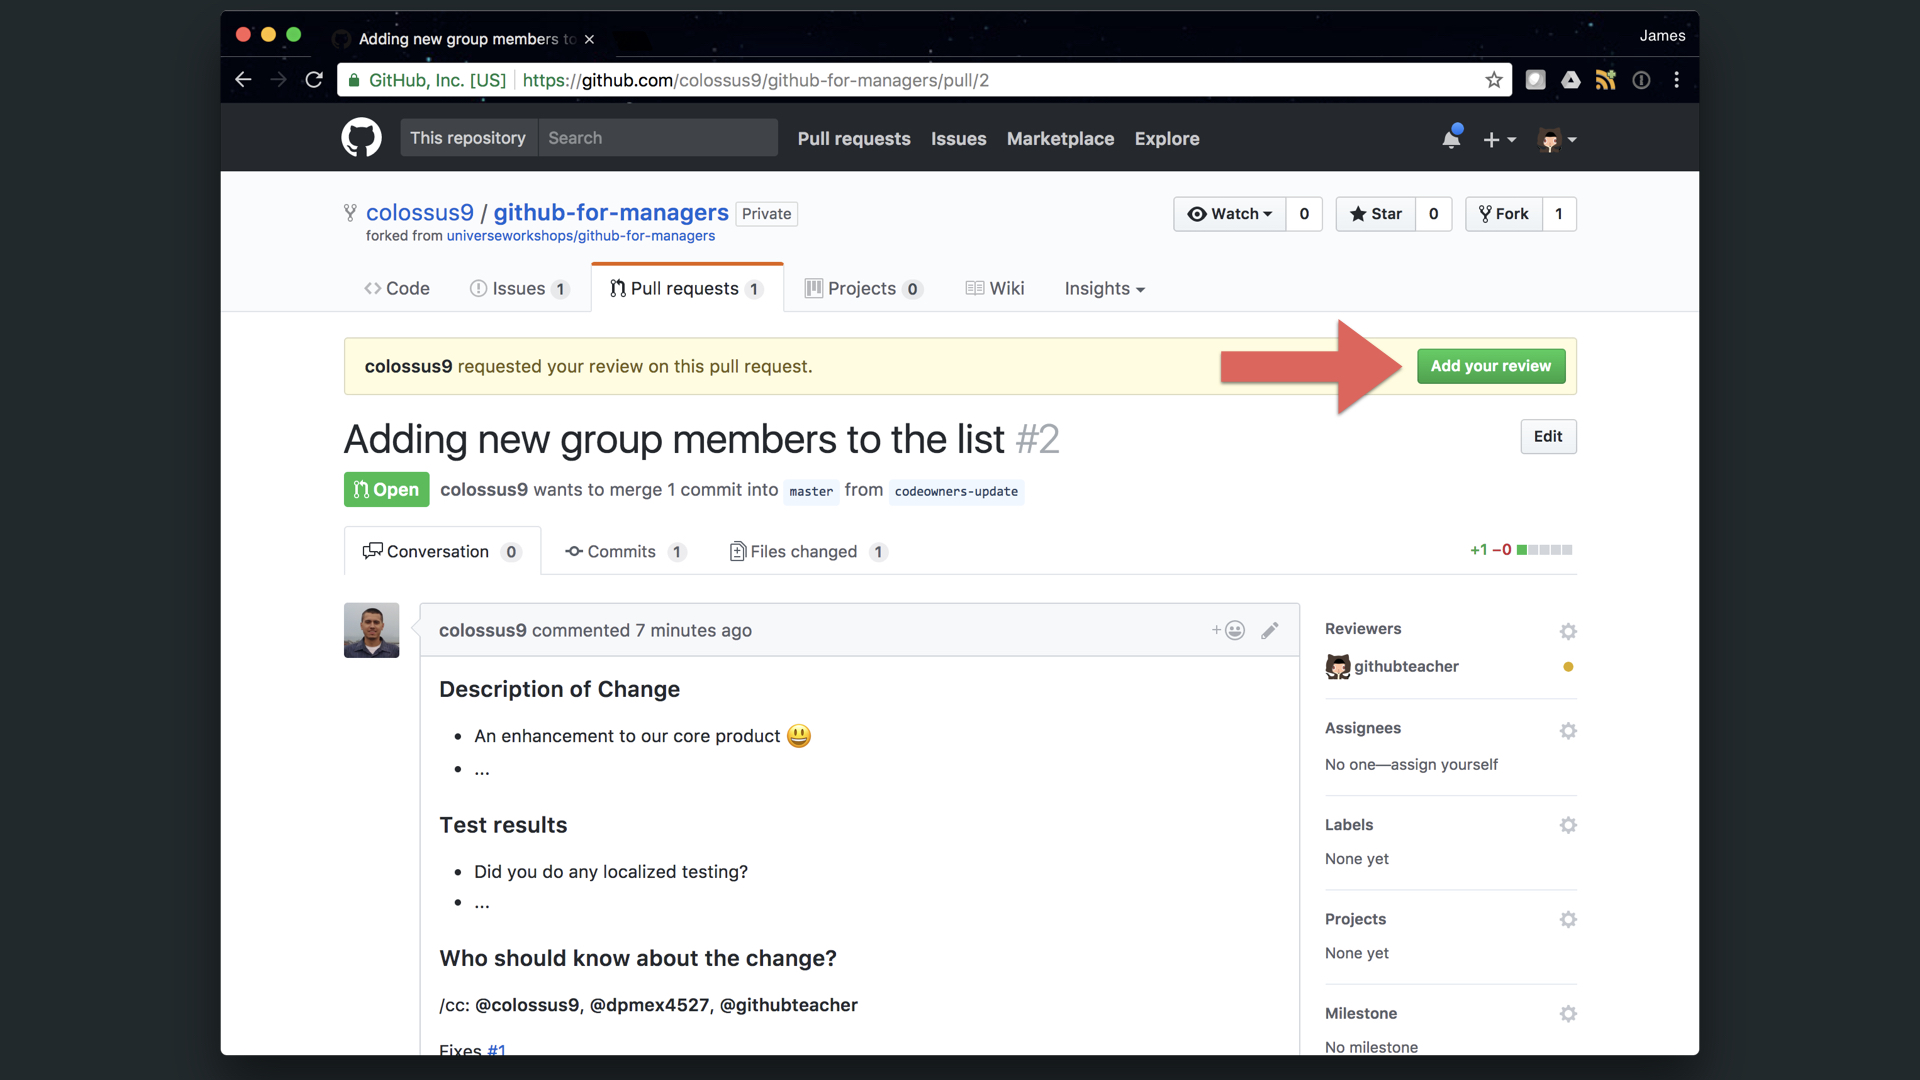 Adding new group members to
James
GitHub, Inc. [US] https://github.com/colossus9/github-for-managers/pull/2
This repository Search Pull requests Issues Marketplace Explore
colossus9 / github-for-managers Private
Watch 0 Star 0 Fork 1
forked from universeworkshops/github-for-managers
Code Issues 1 Pull requests 1 Projects 0 Wiki Insights
colossus9 requested your review on this pull request.
Add your review
Adding new group members to the list #2
Edit
Open colossus9 wants to merge 1 commit into master from codeowners-update
Conversation 0 Commits 1 Files changed 1
+1 −0
colossus9 commented 7 minutes ago
Description of Change
• An enhancement to our core product 😃
• ...
Test results
• Did you do any localized testing?
• ...
Who should know about the change?
/cc: @colossus9, @dpmex4527, @githubteacher
Fixes #1
Reviewers
githubteacher
Assignees
No one—assign yourself
Labels
None yet
Projects
None yet
Milestone
No milestone